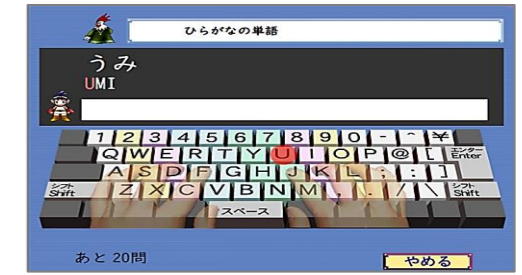 ひらがなの単語
うみ
UMI
1 2 3 4 5 6 7 8 9 0 - ^ ¥
Q W E R T Y U I O P @ [ エンター Enter
A S D F G H J K L ; : ]
シフト Shift Z X C V B N M , . / \ シフト Shift
スペース
あと 20問
やめる